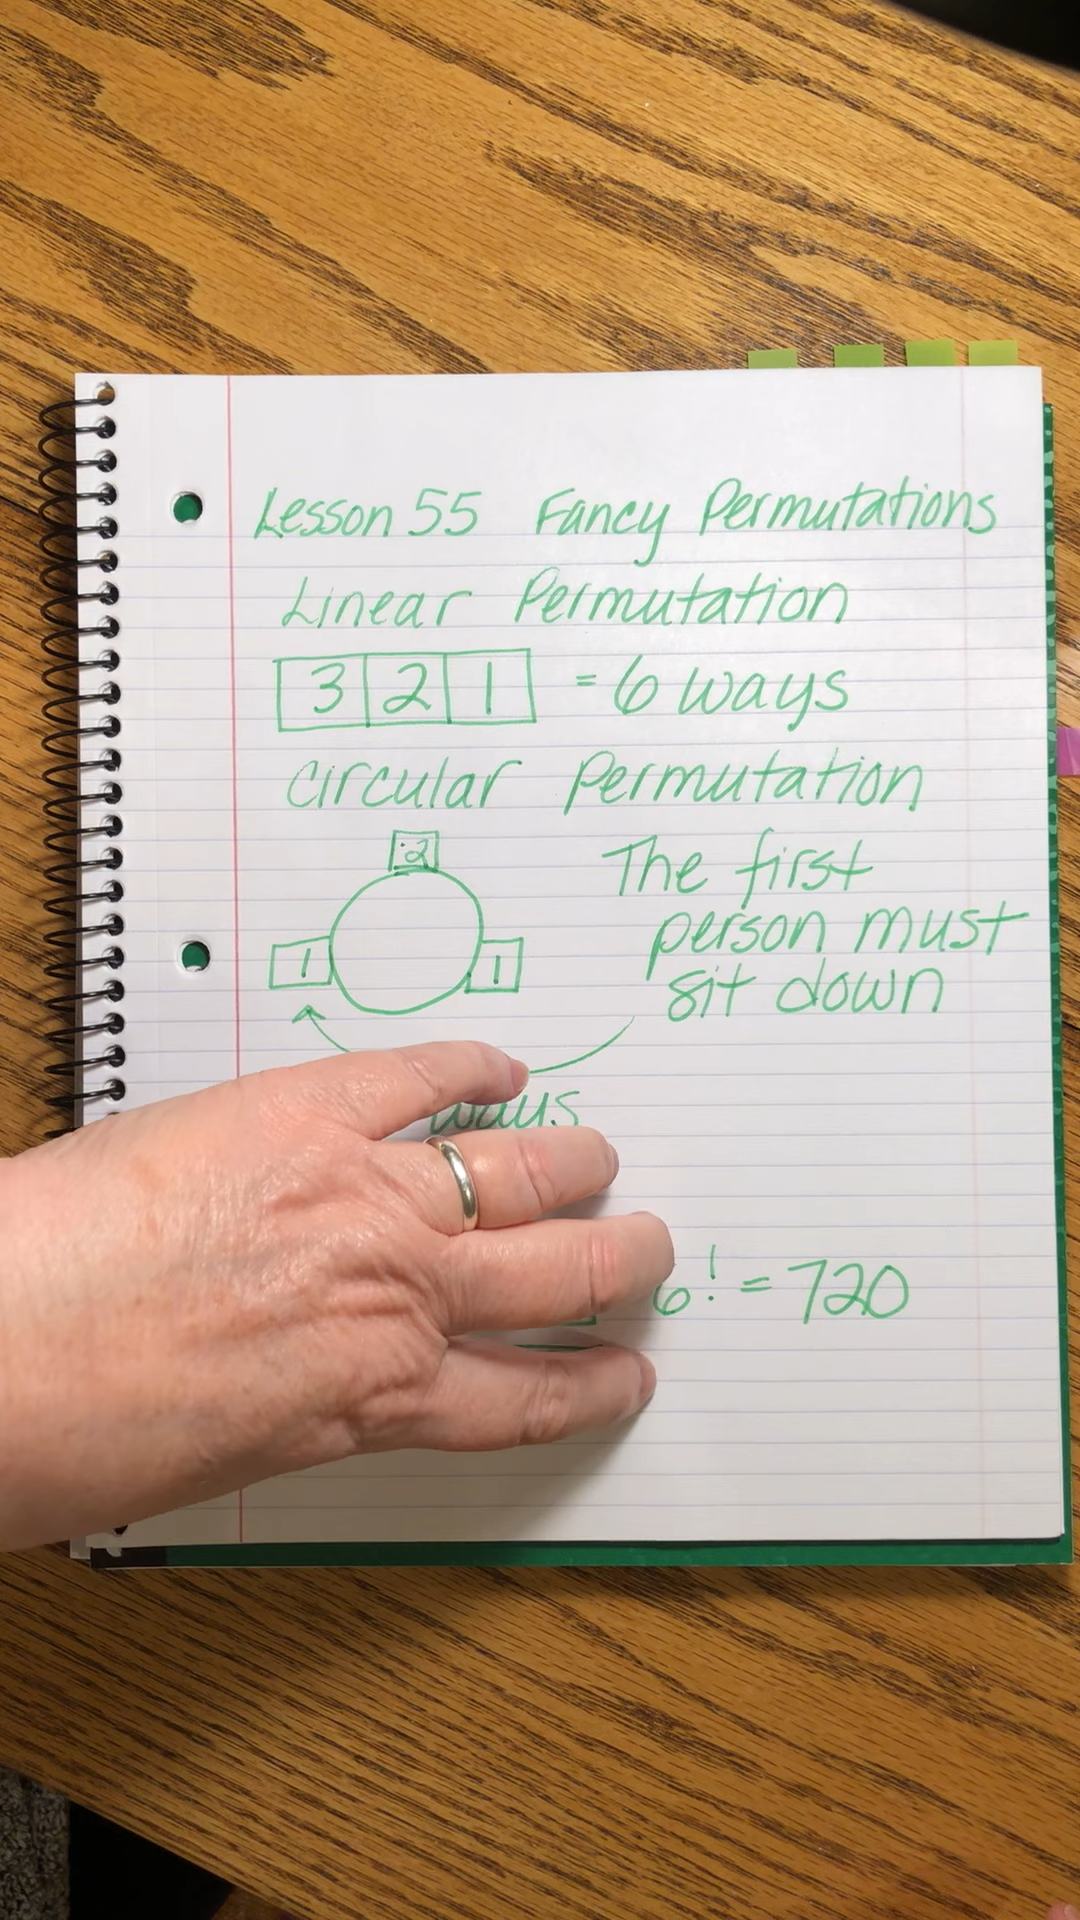 Lesson 55 Fancy Permutations
Linear Permutation
3 2 1 = 6 ways
Circular Permutation
2
The first
person must
1 1
sit down
ways
6! = 720